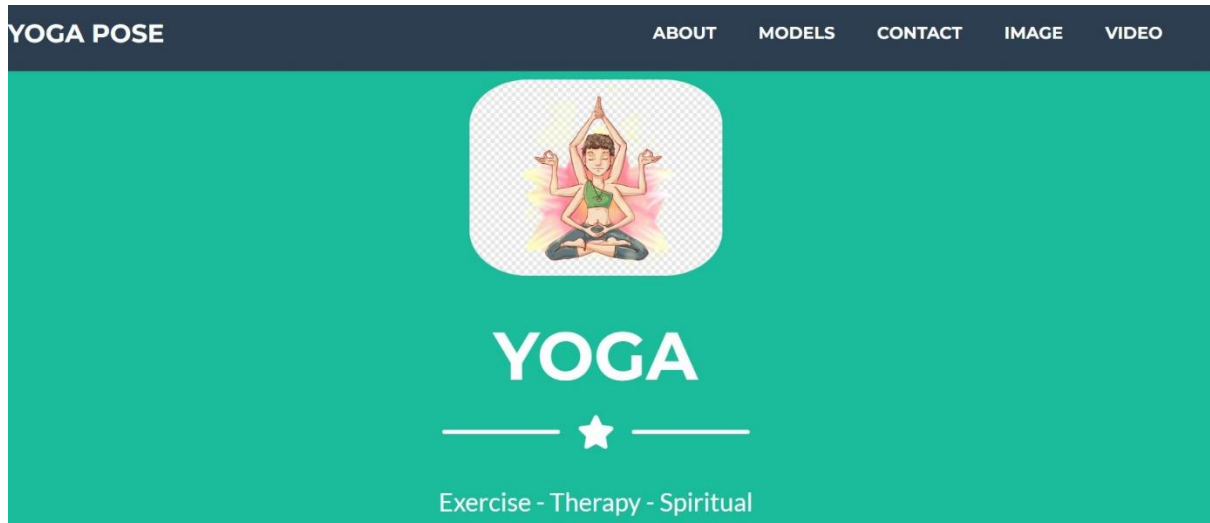 YOGA POSE ABOUT MODELS CONTACT IMAGE VIDEO
YOGA
Exercise - Therapy - Spiritual